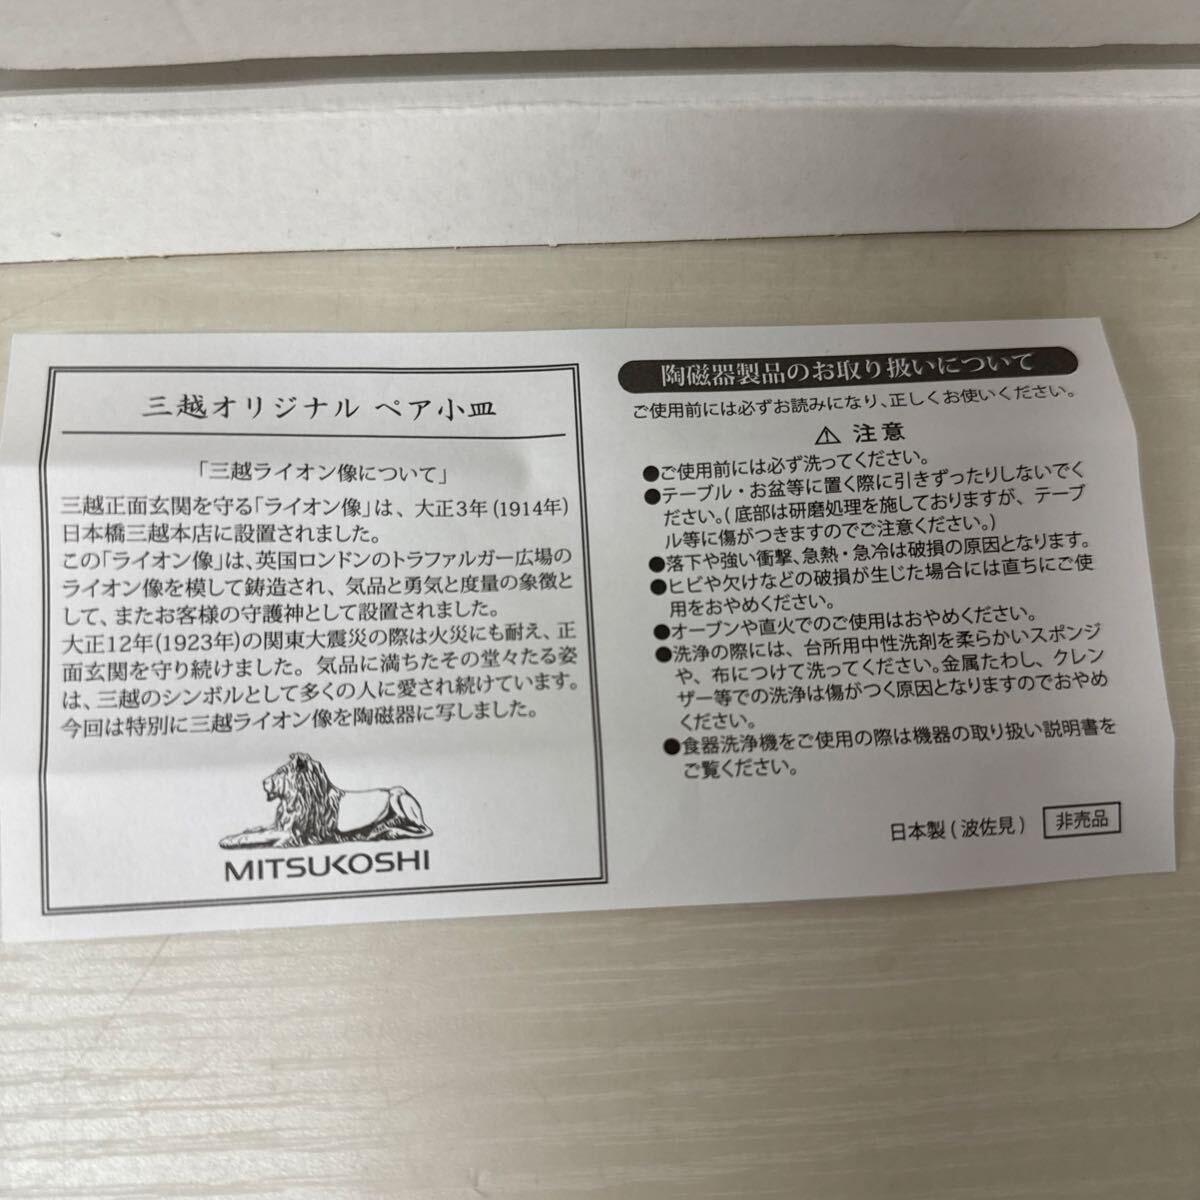 三越オリジナル ペア小皿
「三越ライオン像について」
三越正面玄関を守る「ライオン像」は、大正3年(1914年)
日本橋三越本店に設置されました。
この「ライオン像」は、英国ロンドンのトラファルガー広場の
ライオン像を模して鋳造され、気品と勇気と度量の象徴と
して、またお客様の守護神として設置されました。
大正12年(1923年)の関東大震災の際は火災にも耐え、正
面玄関を守り続けました。気品に満ちたその堂々たる姿
は、三越のシンボルとして多くの人に愛され続けています。
今回は特別に三越ライオン像を陶磁器に写しました。
MITSUKOSHI
陶磁器製品のお取り扱いについて
ご使用前には必ずお読みになり、正しくお使いください。
⚠ 注意
●ご使用前には必ず洗ってください。
●テーブル・お盆等に置く際に引きずったりしないでく
ださい。(底部は研磨処理を施しておりますが、テーブ
ル等に傷がつきますのでご注意ください。)
●落下や強い衝撃、急熱・急冷は破損の原因となります。
●ヒビや欠けなどの破損が生じた場合には直ちにご使
用をおやめください。
●オーブンや直火でのご使用はおやめください。
●洗浄の際には、台所用中性洗剤を柔らかいスポンジ
や、布につけて洗ってください。金属たわし、クレン
ザー等での洗浄は傷がつく原因となりますのでおやめ
ください。
●食器洗浄機をご使用の際は機器の取り扱い説明書を
ご覧ください。
日本製(波佐見) 非売品